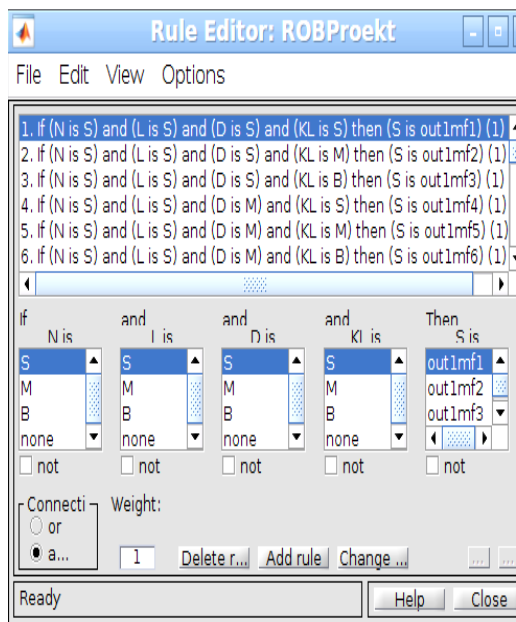 Rule Editor: ROBProekt
File Edit View Options
1. If (N is S) and (L is S) and (D is S) and (KL is S) then (S is out1mf1) (1)
2. If (N is S) and (L is S) and (D is S) and (KL is M) then (S is out1mf2) (1)
3. If (N is S) and (L is S) and (D is S) and (KL is B) then (S is out1mf3) (1)
4. If (N is S) and (L is S) and (D is M) and (KL is S) then (S is out1mf4) (1)
5. If (N is S) and (L is S) and (D is M) and (KL is M) then (S is out1mf5) (1)
6. If (N is S) and (L is S) and (D is M) and (KL is B) then (S is out1mf6) (1)
If and and and Then
N is L is D is KL is S is
S S S S out1mf1
M M M M out1mf2
B B B B out1mf3
none none none none
not not not not not
Connecti Weight:
or
a... 1 Delete r... Add rule Change ... ... ...
Ready Help Close